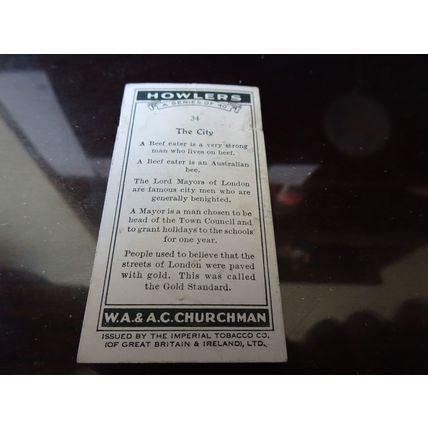 HOWLERS
A SERIES OF 40
34
The City
A Beef eater is a very strong
man who lives on beef.
A Beef eater is an Australian
bee.
The Lord Mayors of London
are famous city men who are
generally benighted.
A Mayor is a man chosen to be
head of the Town Council and
to grant holidays to the schools
for one year.
People used to believe that the
streets of London were paved
with gold. This was called
the Gold Standard.
W.A. & A.C. CHURCHMAN
ISSUED BY THE IMPERIAL TOBACCO CO.
(OF GREAT BRITAIN & IRELAND), LTD.